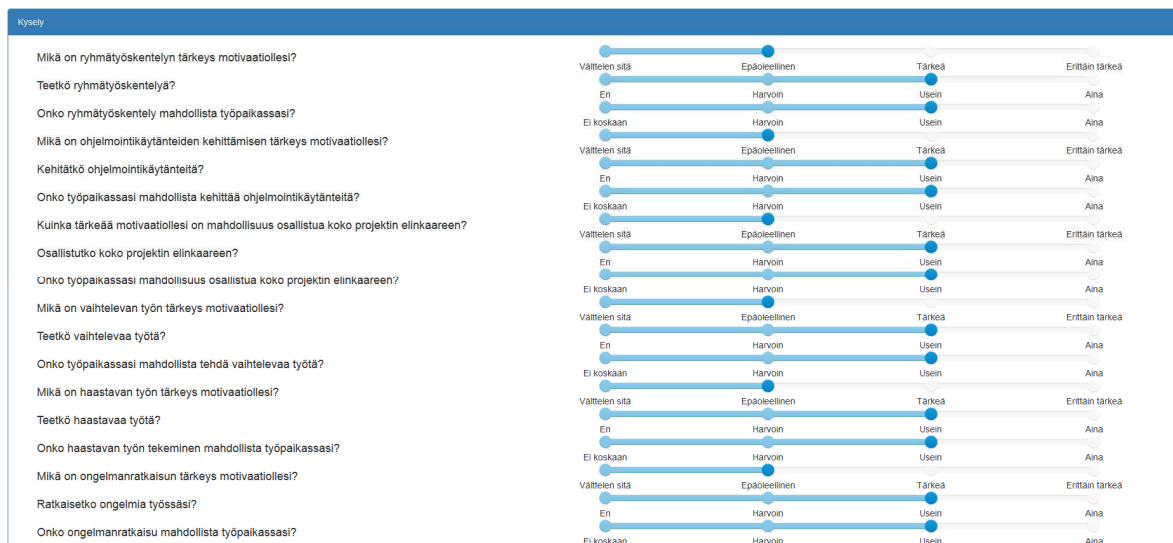 Kysely
Mikä on ryhmätyöskentelyn tärkeys motivaatiollesi?
Välttelen sitä Epäoleellinen Tärkeä Erittäin tärkeä
Teetkö ryhmätyöskentelyä?
En Harvoin Usein Aina
Onko ryhmätyöskentely mahdollista työpaikassasi?
Ei koskaan Harvoin Usein Aina
Mikä on ohjelmointikäytänteiden kehittämisen tärkeys motivaatiollesi?
Välttelen sitä Epäoleellinen Tärkeä Erittäin tärkeä
Kehitätkö ohjelmointikäytänteitä?
En Harvoin Usein Aina
Onko työpaikassasi mahdollista kehittää ohjelmointikäytänteitä?
Ei koskaan Harvoin Usein Aina
Kuinka tärkeää motivaatiollesi on mahdollisuus osallistua koko projektin elinkaareen?
Välttelen sitä Epäoleellinen Tärkeä Erittäin tärkeä
Osallistutko koko projektin elinkaareen?
En Harvoin Usein Aina
Onko työpaikassasi mahdollisuus osallistua koko projektin elinkaareen?
Ei koskaan Harvoin Usein Aina
Mikä on vaihtelevan työn tärkeys motivaatiollesi?
Välttelen sitä Epäoleellinen Tärkeä Erittäin tärkeä
Teetkö vaihtelevaa työtä?
En Harvoin Usein Aina
Onko työpaikassasi mahdollista tehdä vaihtelevaa työtä?
Ei koskaan Harvoin Usein Aina
Mikä on haastavan työn tärkeys motivaatiollesi?
Välttelen sitä Epäoleellinen Tärkeä Erittäin tärkeä
Teetkö haastavaa työtä?
En Harvoin Usein Aina
Onko haastavan työn tekeminen mahdollista työpaikassasi?
Ei koskaan Harvoin Usein Aina
Mikä on ongelmanratkaisun tärkeys motivaatiollesi?
Välttelen sitä Epäoleellinen Tärkeä Erittäin tärkeä
Ratkaisetko ongelmia työssäsi?
En Harvoin Usein Aina
Onko ongelmanratkaisu mahdollista työpaikassasi?
Ei koskaan Harvoin Usein Aina